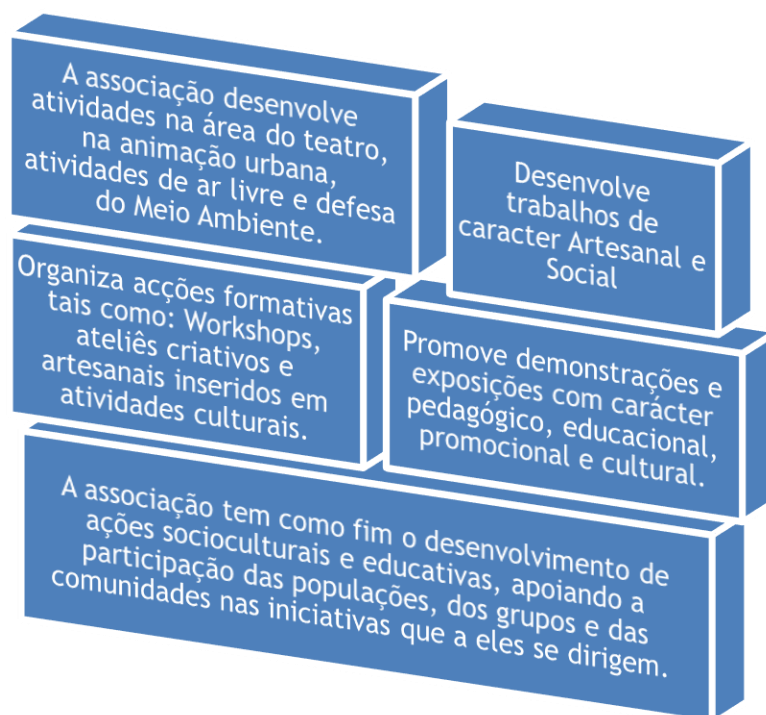 A associação desenvolve
atividades na área do teatro,
na animação urbana,
atividades de ar livre e defesa
do Meio Ambiente.
Desenvolve
trabalhos de
caracter Artesanal e
Social
Organiza acções formativas
tais como: Workshops,
ateliês criativos e
artesanais inseridos em
atividades culturais.
Promove demonstrações e
exposições com carácter
pedagógico, educacional,
promocional e cultural.
A associação tem como fim o desenvolvimento de
ações socioculturais e educativas, apoiando a
participação das populações, dos grupos e das
comunidades nas iniciativas que a eles se dirigem.